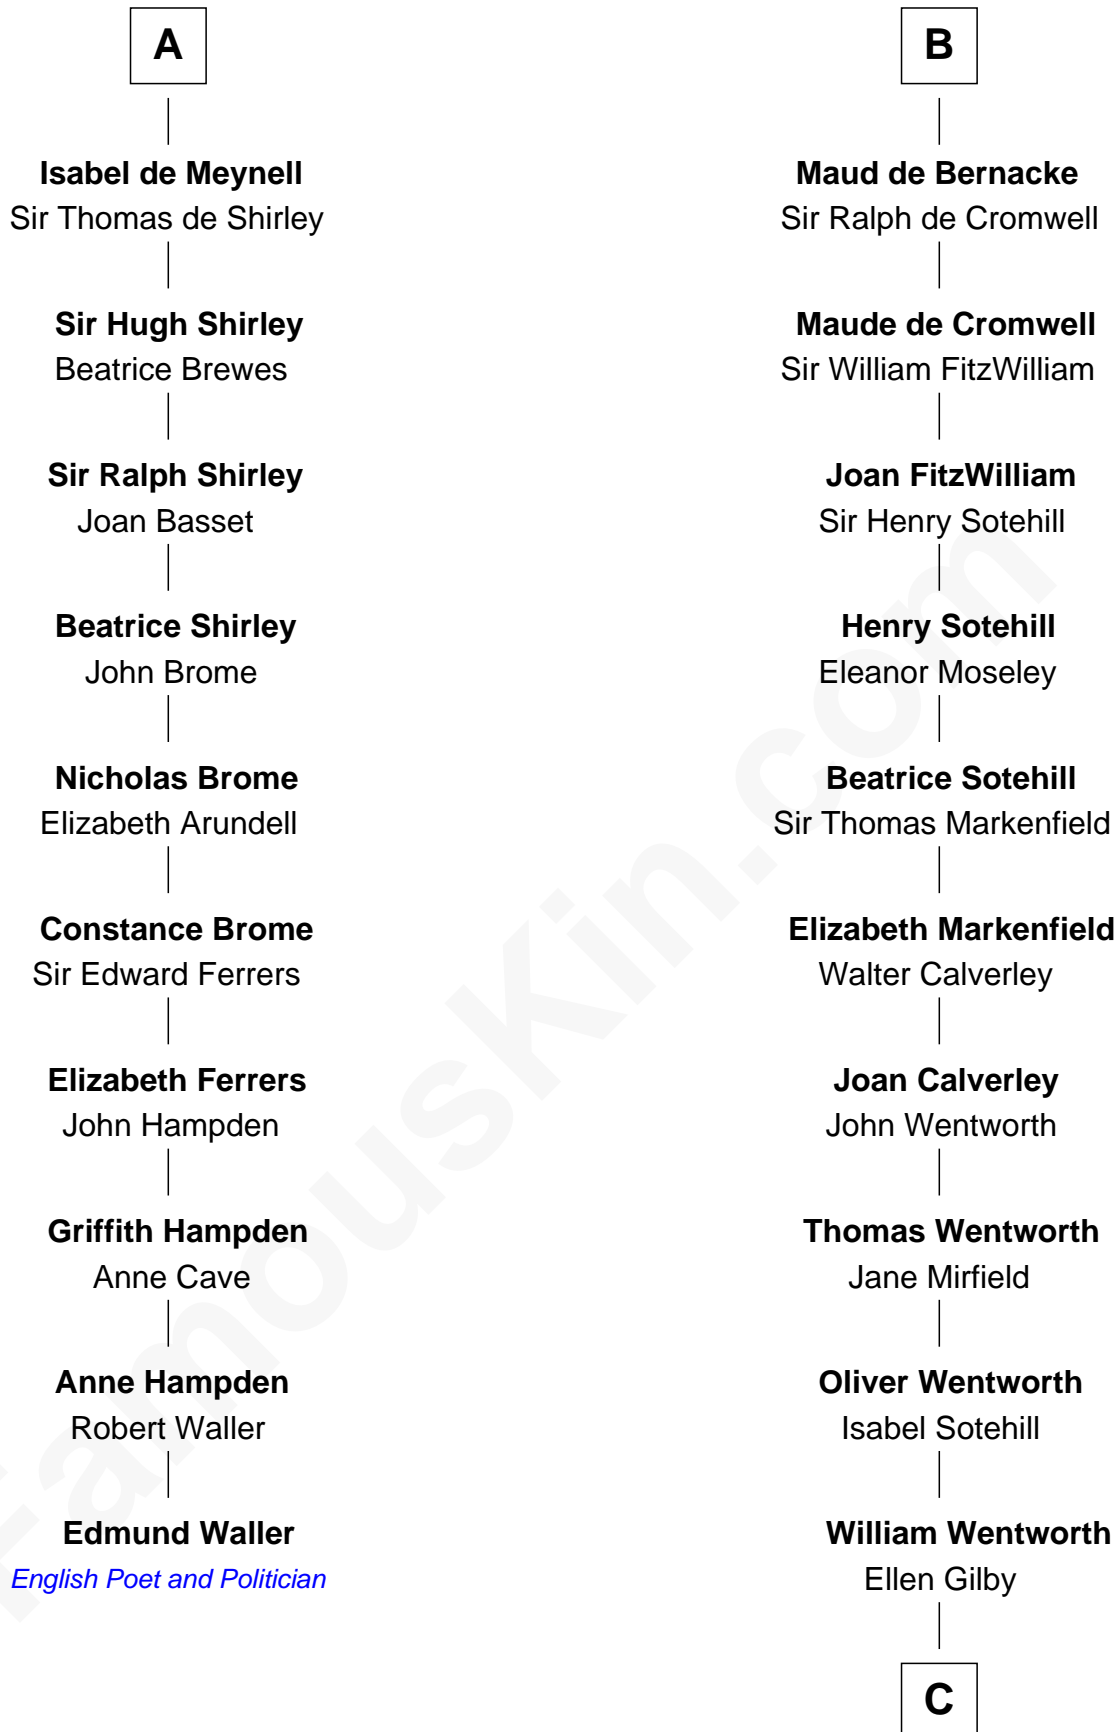 A
Isabel de Meynell
Sir Thomas de Shirley
Sir Hugh Shirley
Beatrice Brewes
Sir Ralph Shirley
Joan Basset
Beatrice Shirley
John Brome
Nicholas Brome
Elizabeth Arundell
Constance Brome
Sir Edward Ferrers
Elizabeth Ferrers
John Hampden
Griffith Hampden
Anne Cave
Anne Hampden
Robert Waller
Edmund Waller
English Poet and Politician
B
Maud de Bernacke
Sir Ralph de Cromwell
Maude de Cromwell
Sir William FitzWilliam
Joan FitzWilliam
Sir Henry Sotehill
Henry Sotehill
Eleanor Moseley
Beatrice Sotehill
Sir Thomas Markenfield
Elizabeth Markenfield
Walter Calverley
Joan Calverley
John Wentworth
Thomas Wentworth
Jane Mirfield
Oliver Wentworth
Isabel Sotehill
William Wentworth
Ellen Gilby
C
FamousKin.com